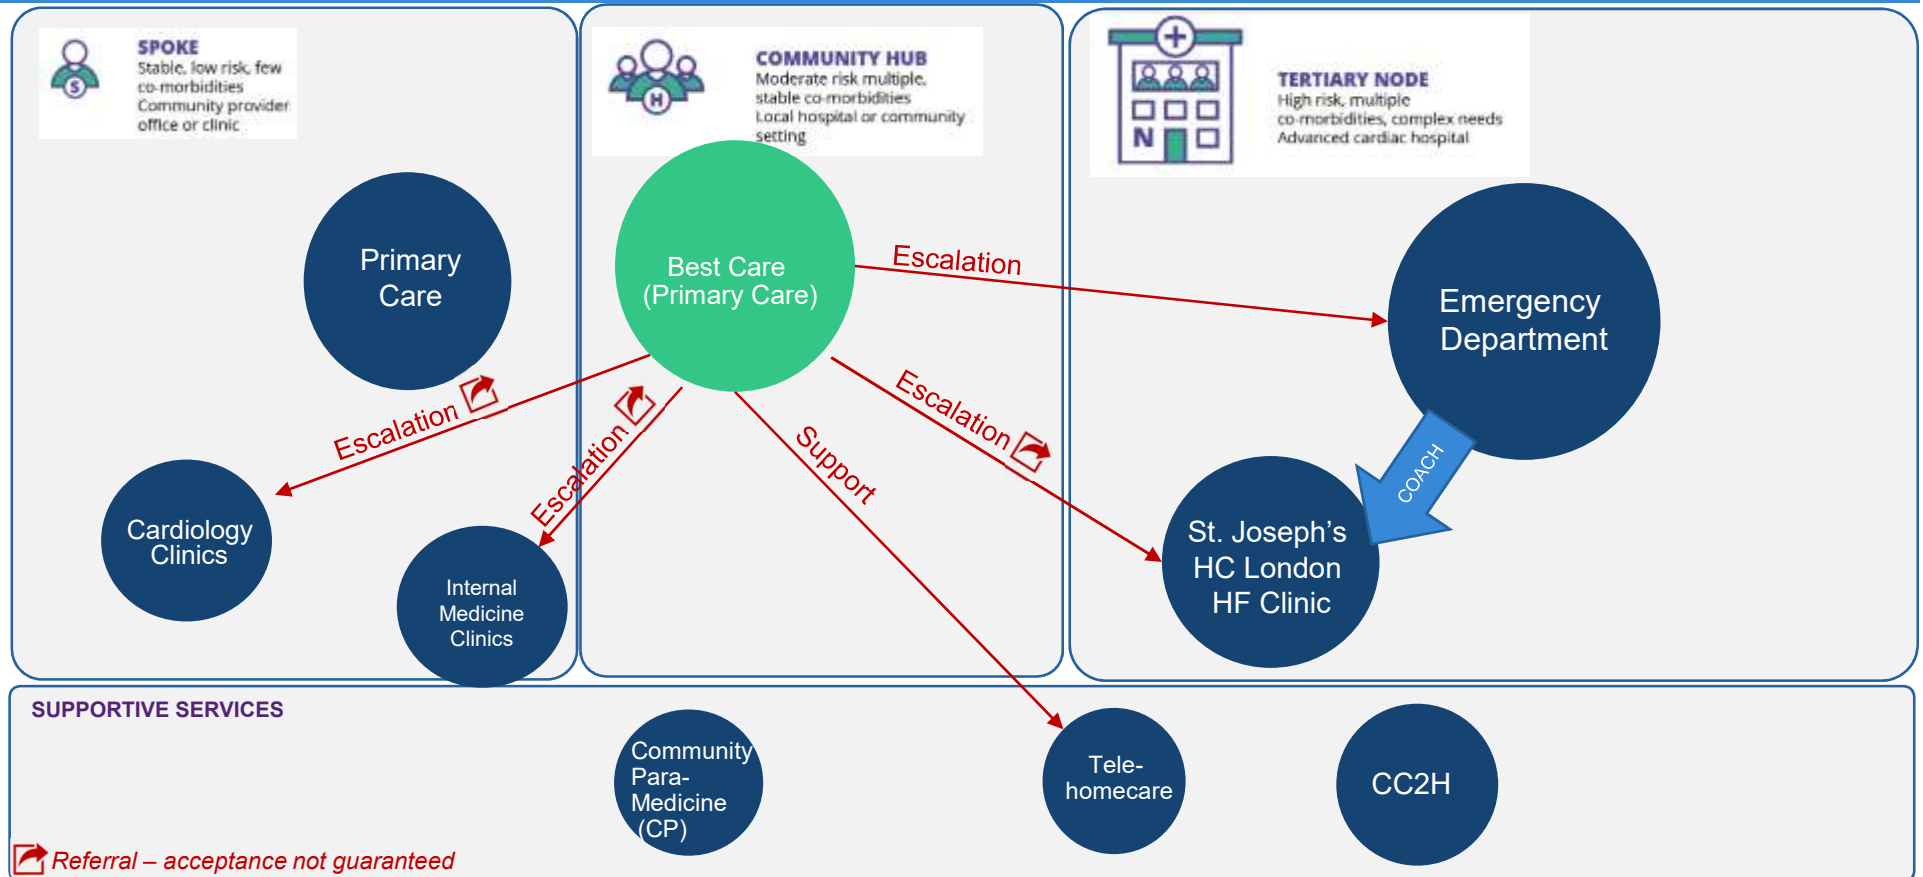 SPOKE
Stable, low risk, few
co-morbidities
Community provider
office or clinic
S
COMMUNITY HUB
Moderate risk multiple,
stable co-morbidities
Local hospital or community
setting
H
TERTIARY NODE
High risk, multiple
co-morbidities, complex needs
Advanced cardiac hospital
N
Primary
Care
Best Care
(Primary Care)
Escalation
Emergency
Department
Escalation
Escalation
Support
Escalation
COACH
Cardiology
Clinics
Internal
Medicine
Clinics
St. Joseph’s
HC London
HF Clinic
SUPPORTIVE SERVICES
Community
Para-
Medicine
(CP)
Tele-
homecare
CC2H
Referral – acceptance not guaranteed